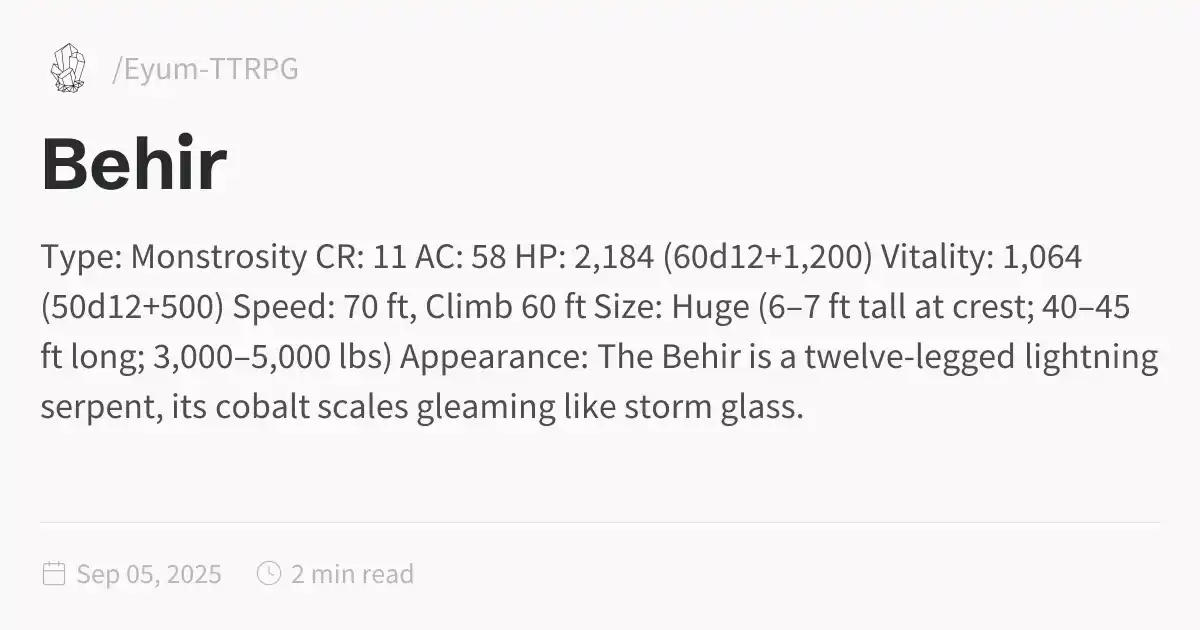 /Eyum-TTRPG
Behir
Type: Monstrosity CR: 11 AC: 58 HP: 2,184 (60d12+1,200) Vitality: 1,064
(50d12+500) Speed: 70 ft, Climb 60 ft Size: Huge (6–7 ft tall at crest; 40–45
ft long; 3,000–5,000 lbs) Appearance: The Behir is a twelve-legged lightning
serpent, its cobalt scales gleaming like storm glass.
Sep 05, 2025 2 min read